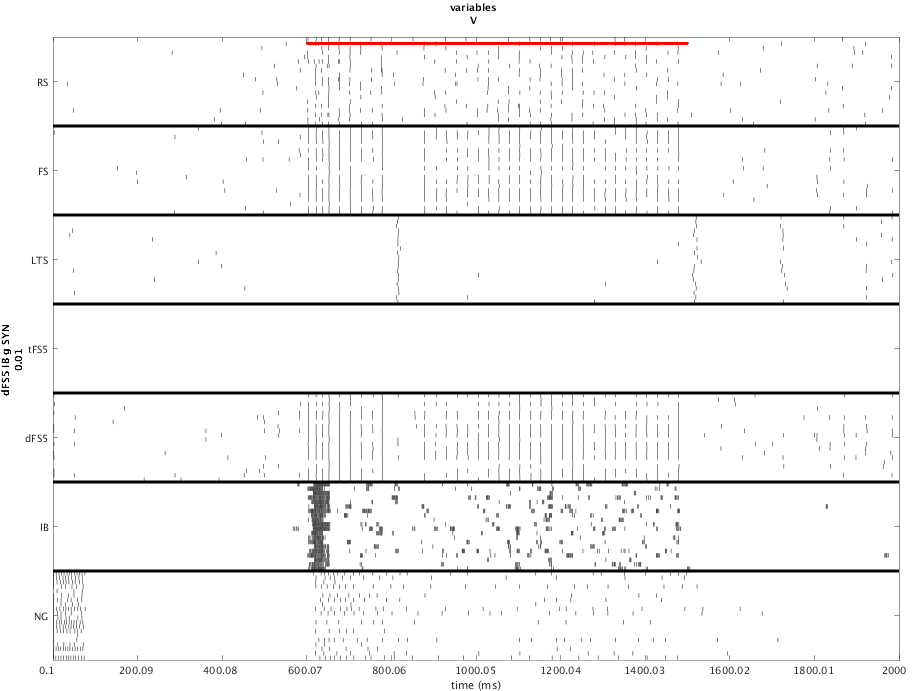 variables
V
RS
FS
LTS
tFS5
dFS5
IB
NG
dFS5 IB g SYN
0.01
0.1 200.09 400.08 600.07 800.06 1000.05 1200.04 1400.03 1600.02 1800.01 2000
time (ms)